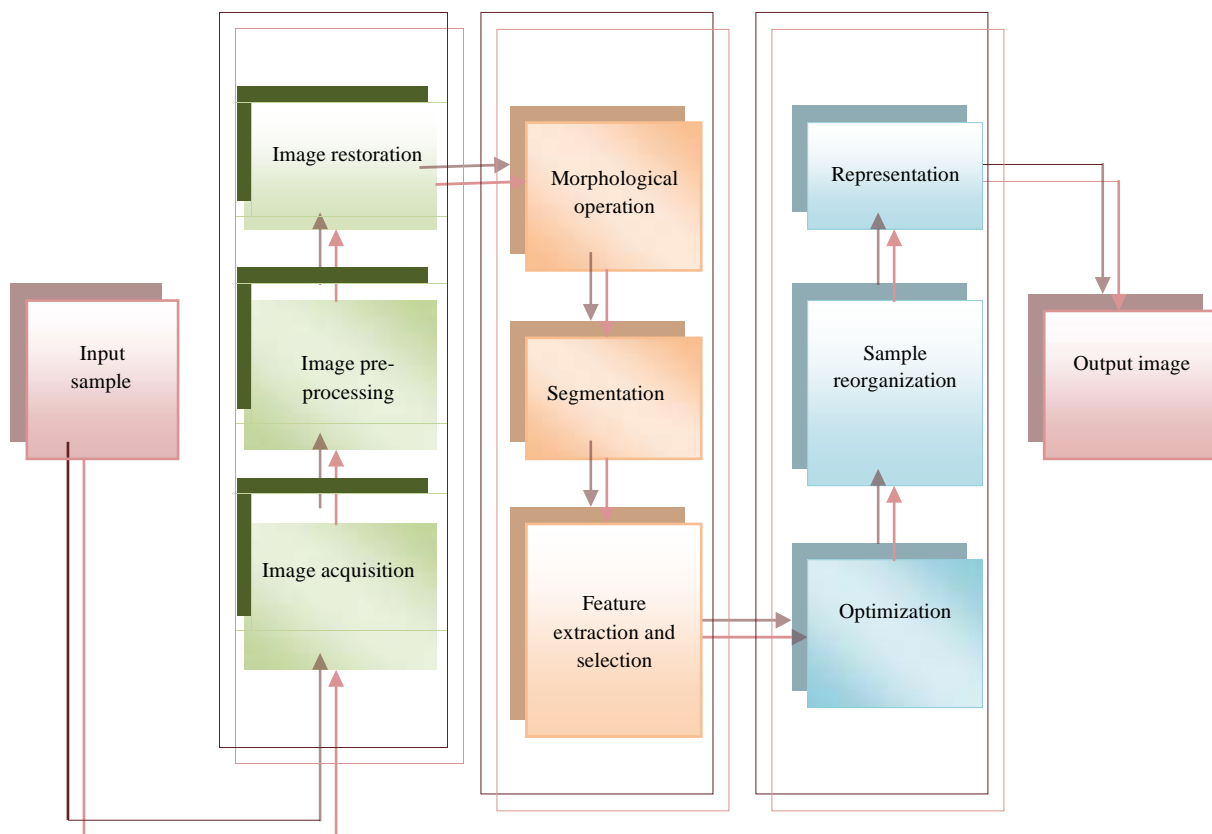 Input
sample
Image acquisition
Image pre-
processing
Image restoration
Morphological
operation
Segmentation
Feature
extraction and
selection
Optimization
Sample
reorganization
Representation
Output image